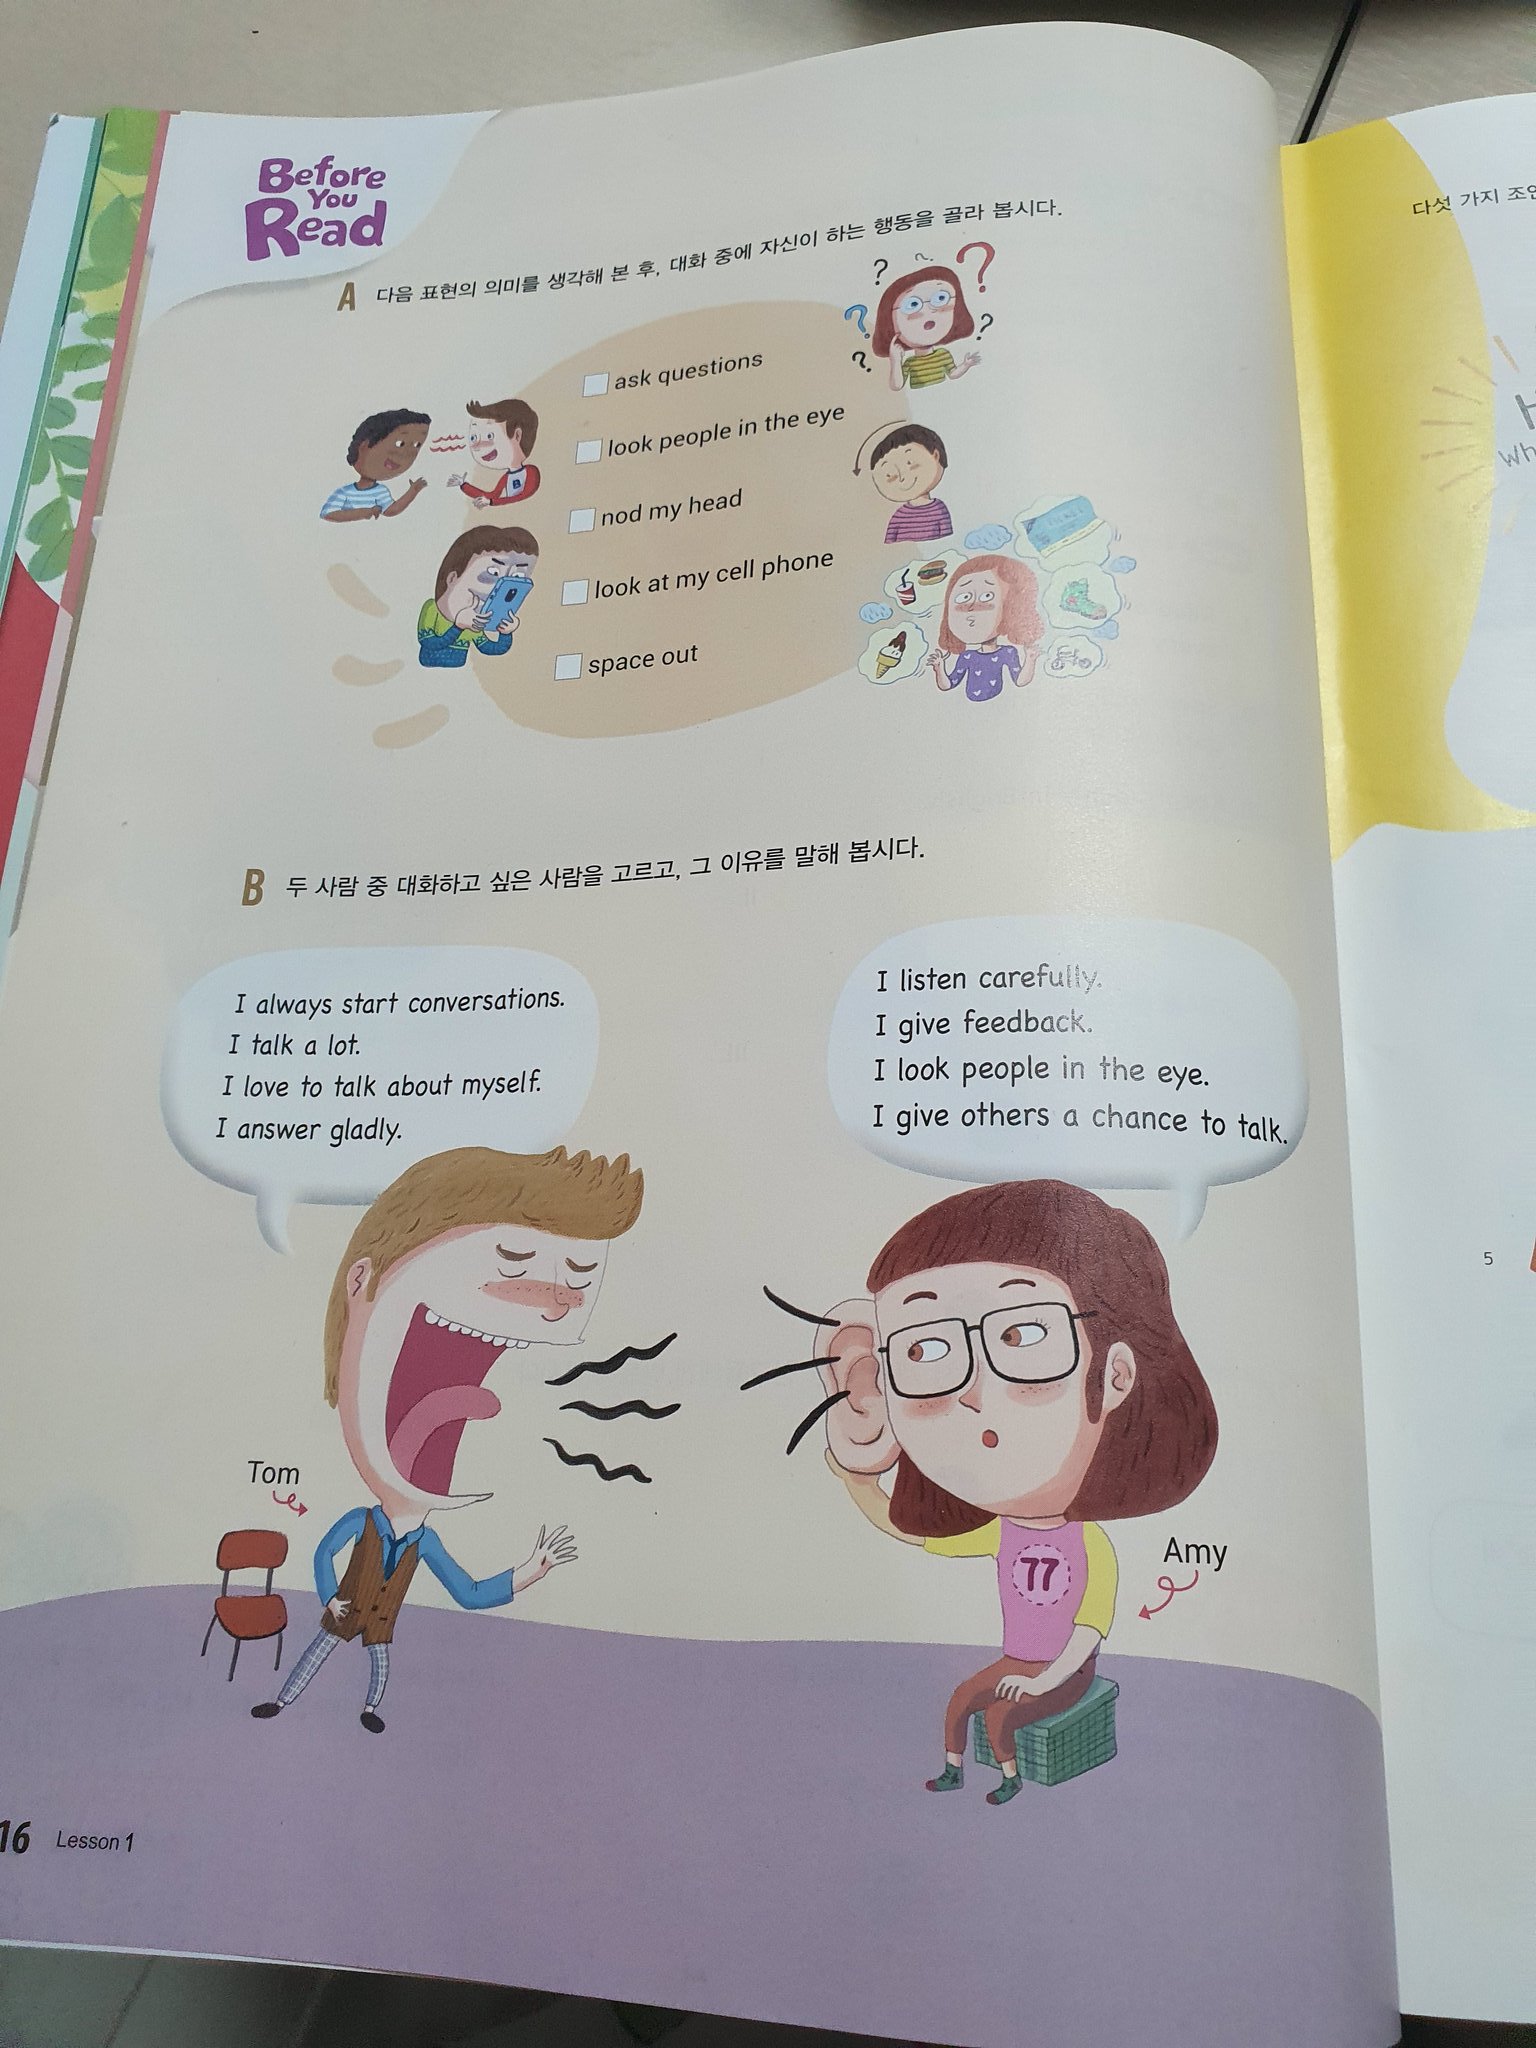 Before
You
Read
A 다음 표현의 의미를 생각해 본 후, 대화 중에 자신이 하는 행동을 골라 봅시다.
ask questions
look people in the eye
nod my head
look at my cell phone
space out
B 두 사람 중 대화하고 싶은 사람을 고르고, 그 이유를 말해 봅시다.
I always start conversations.
I talk a lot.
I love to talk about myself.
I answer gladly.
I listen carefully.
I give feedback.
I look people in the eye.
I give others a chance to talk.
Tom
Amy
77
16 Lesson 1
다섯 가지
5